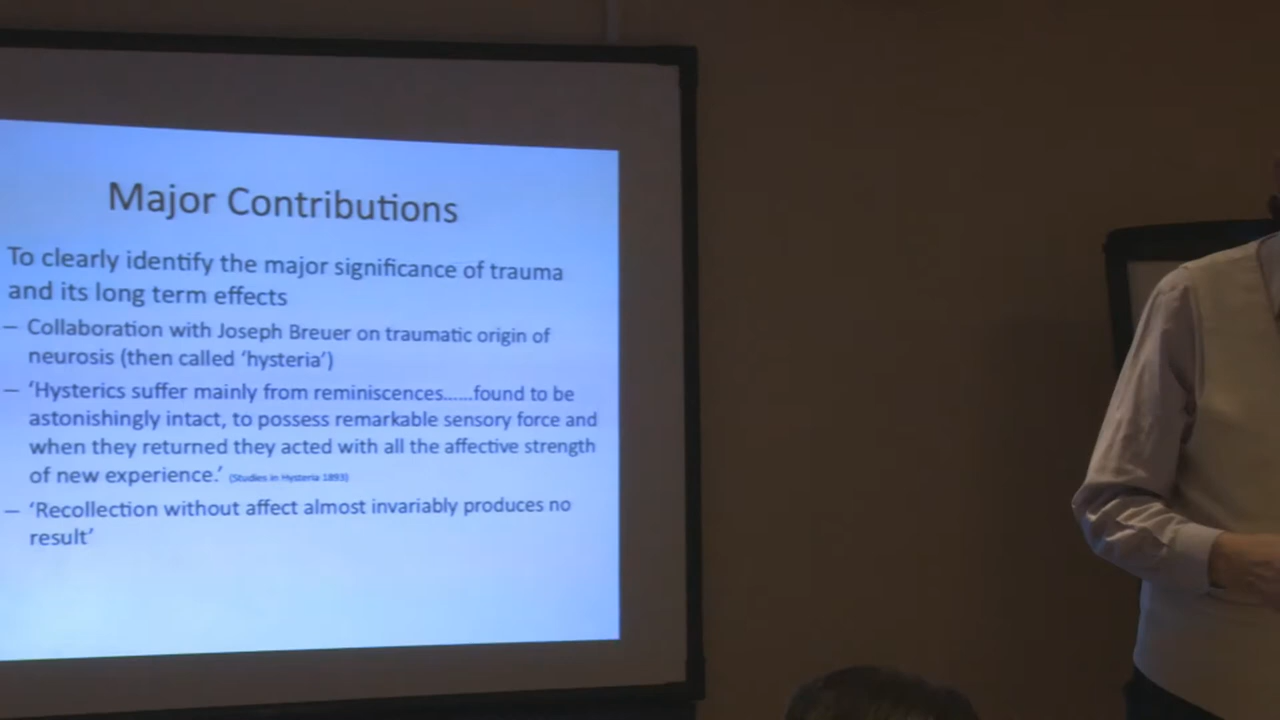 Major Contributions
To clearly identify the major significance of trauma
and its long term effects
– Collaboration with Joseph Breuer on traumatic origin of
neurosis (then called ‘hysteria’)
– ‘Hysterics suffer mainly from reminiscences......found to be
astonishingly intact, to possess remarkable sensory force and
when they returned they acted with all the affective strength
of new experience.’ (Studies in Hysteria 1893)
– ‘Recollection without affect almost invariably produces no
result’